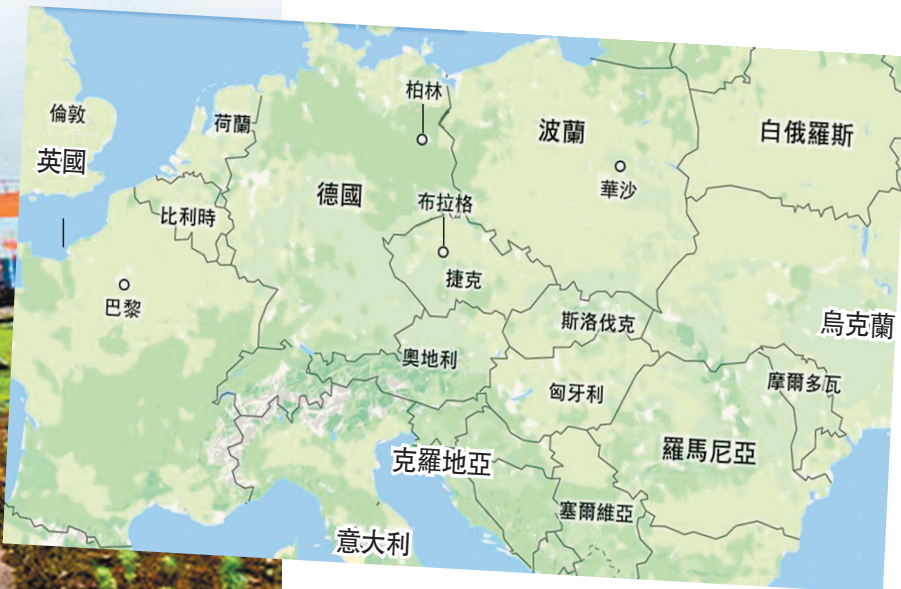 柏林
倫敦
荷蘭
波蘭
白俄羅斯
英國
華沙
德國
布拉格
比利時
捷克
巴黎
斯洛伐克
烏克蘭
奧地利
匈牙利
摩爾多瓦
羅馬尼亞
克羅地亞
塞爾維亞
意大利